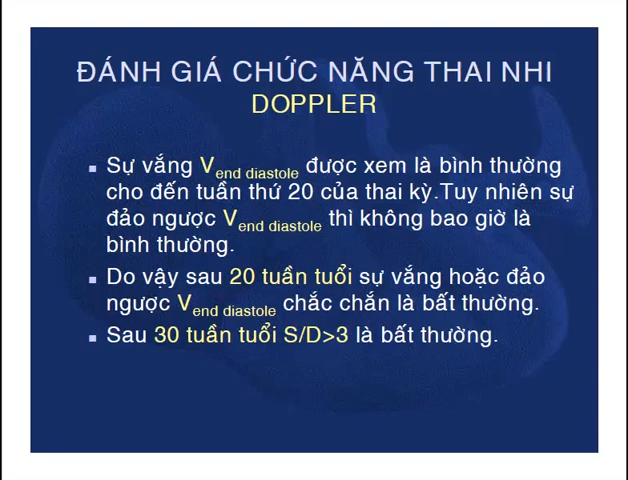 ĐÁNH GIÁ CHỨC NĂNG THAI NHI
DOPPLER
Sự vắng V end diastole được xem là bình thường
cho đến tuần thứ 20 của thai kỳ.Tuy nhiên sự
đảo ngược V end diastole thì không bao giờ là
bình thường.
Do vậy sau 20 tuần tuổi sự vắng hoặc đảo
ngược V end diastole chắc chắn là bất thường.
Sau 30 tuần tuổi S/D>3 là bất thường.